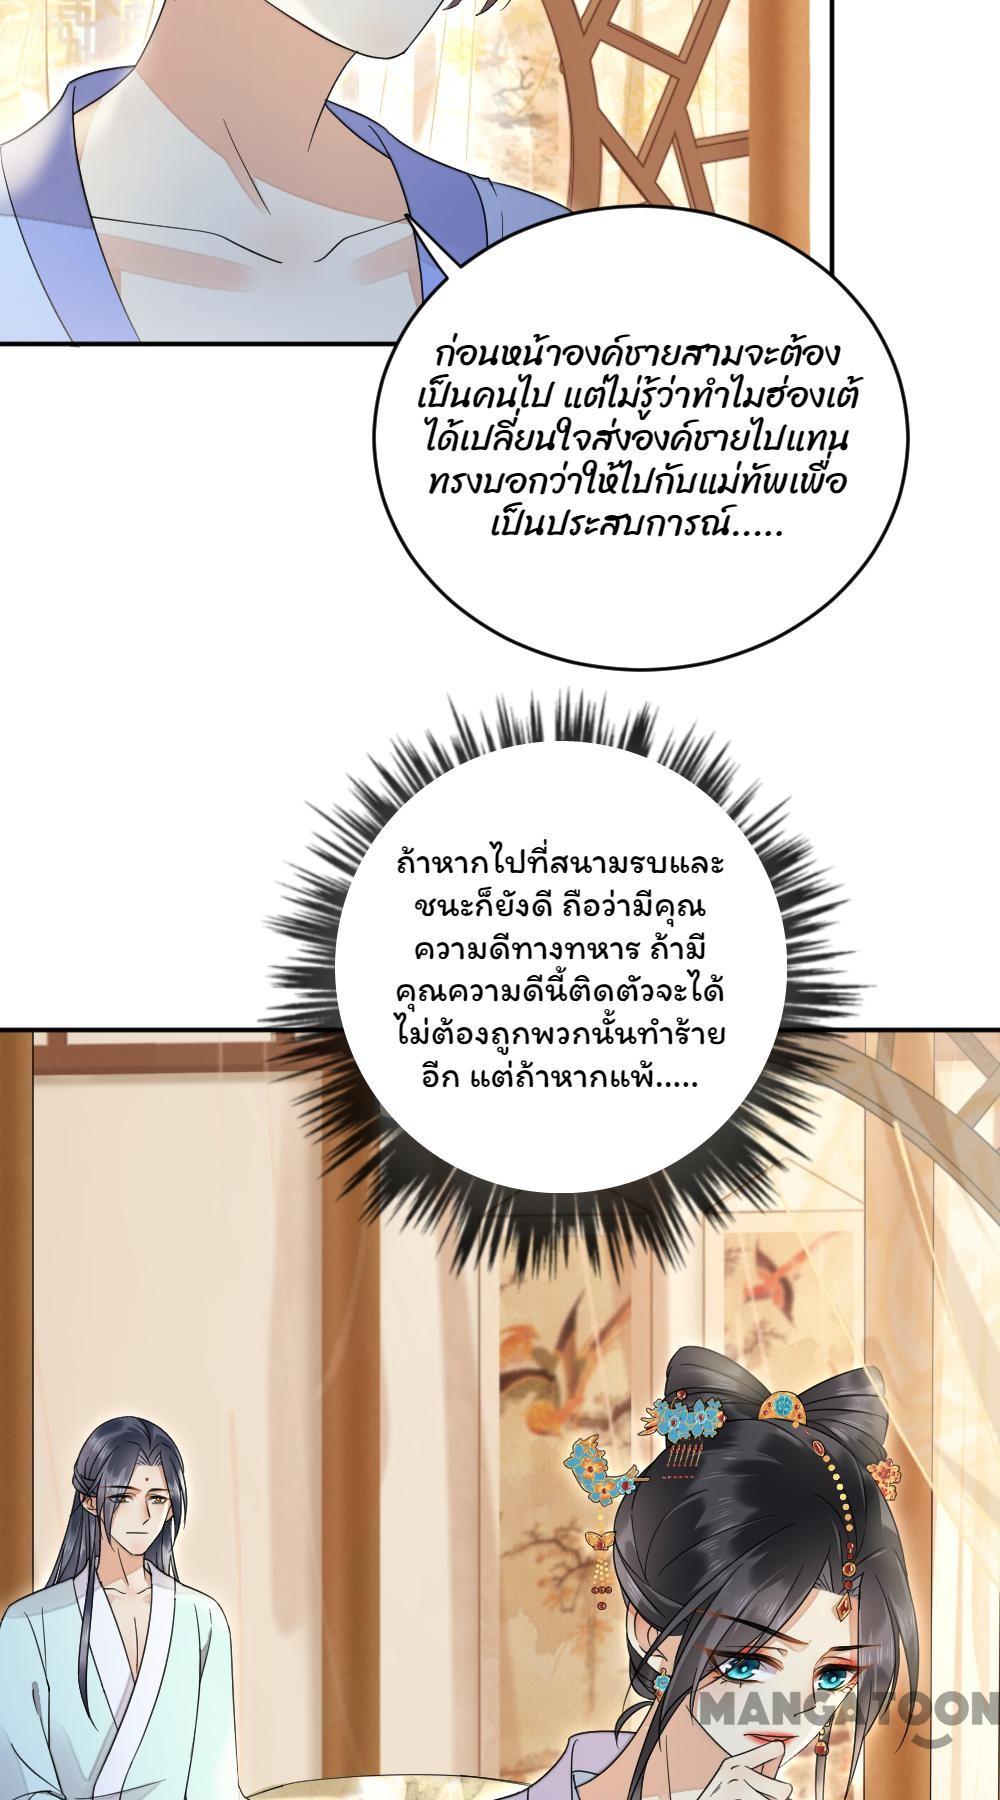 ก่อนหน้าองค์ชายสามจะต้อง
เป็นคนไป แต่ไม่รู้ว่าทำไมฮ่องเต้
ได้เปลี่ยนใจส่งองค์ชายไปแทน
ทรงบอกว่าให้ไปกับแม่ทัพเพื่อ
เป็นประสบการณ์.....
ถ้าหากไปที่สนามรบและ
ชนะก็ยังดี ถือว่ามีคุณ
ความดีทางทหาร ถ้ามี
คุณความดีนี้ติดตัวจะได้
ไม่ต้องถูกพวกนั้นทำร้าย
อีก แต่ถ้าหากแพ้.....
MANGATOON